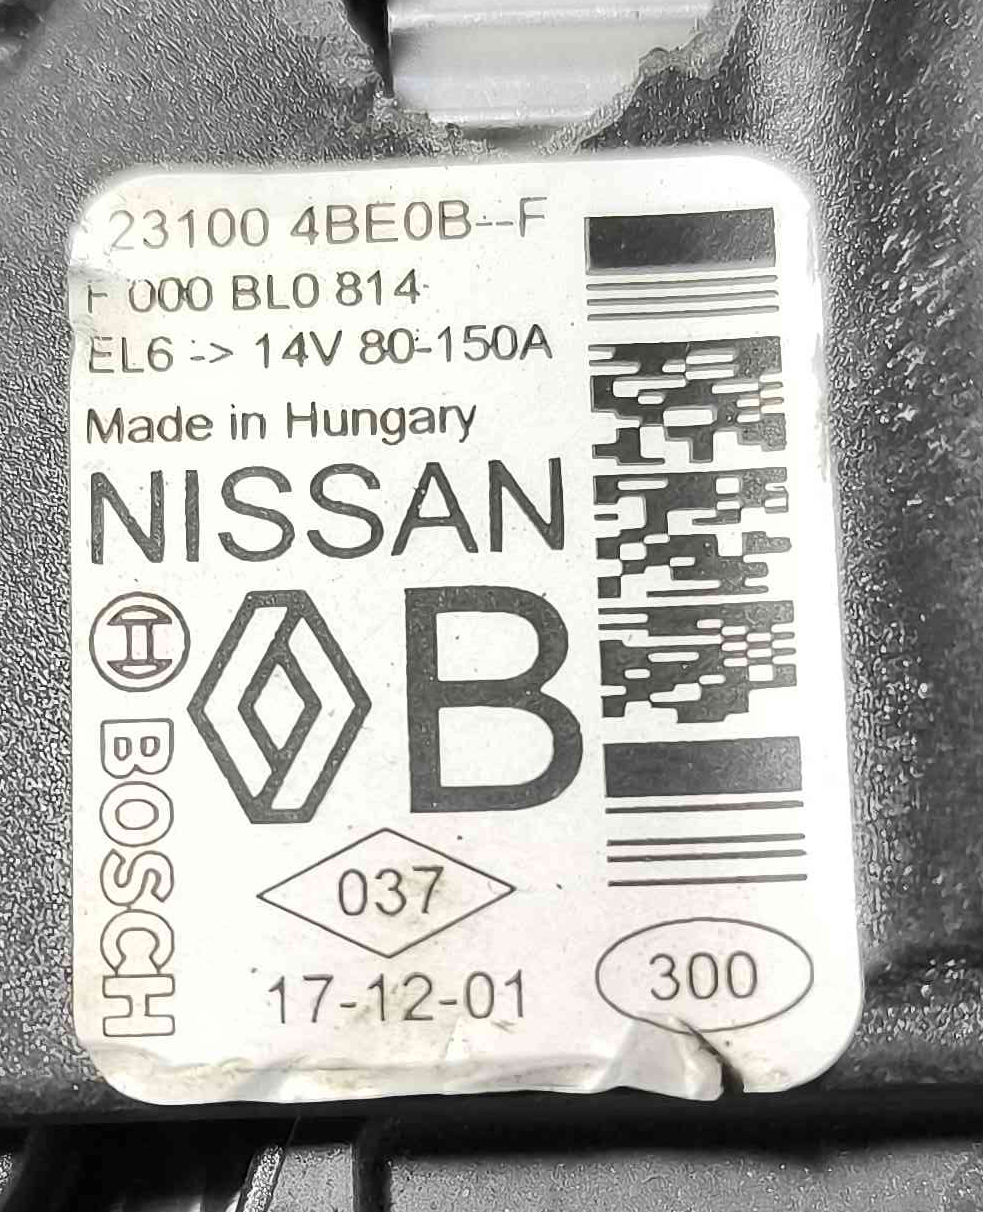 23100 4BE0B--F
F 000 BL0 814
EL6 -> 14V 80-150A
Made in Hungary
NISSAN
B
BOSCH
037
17-12-01
300